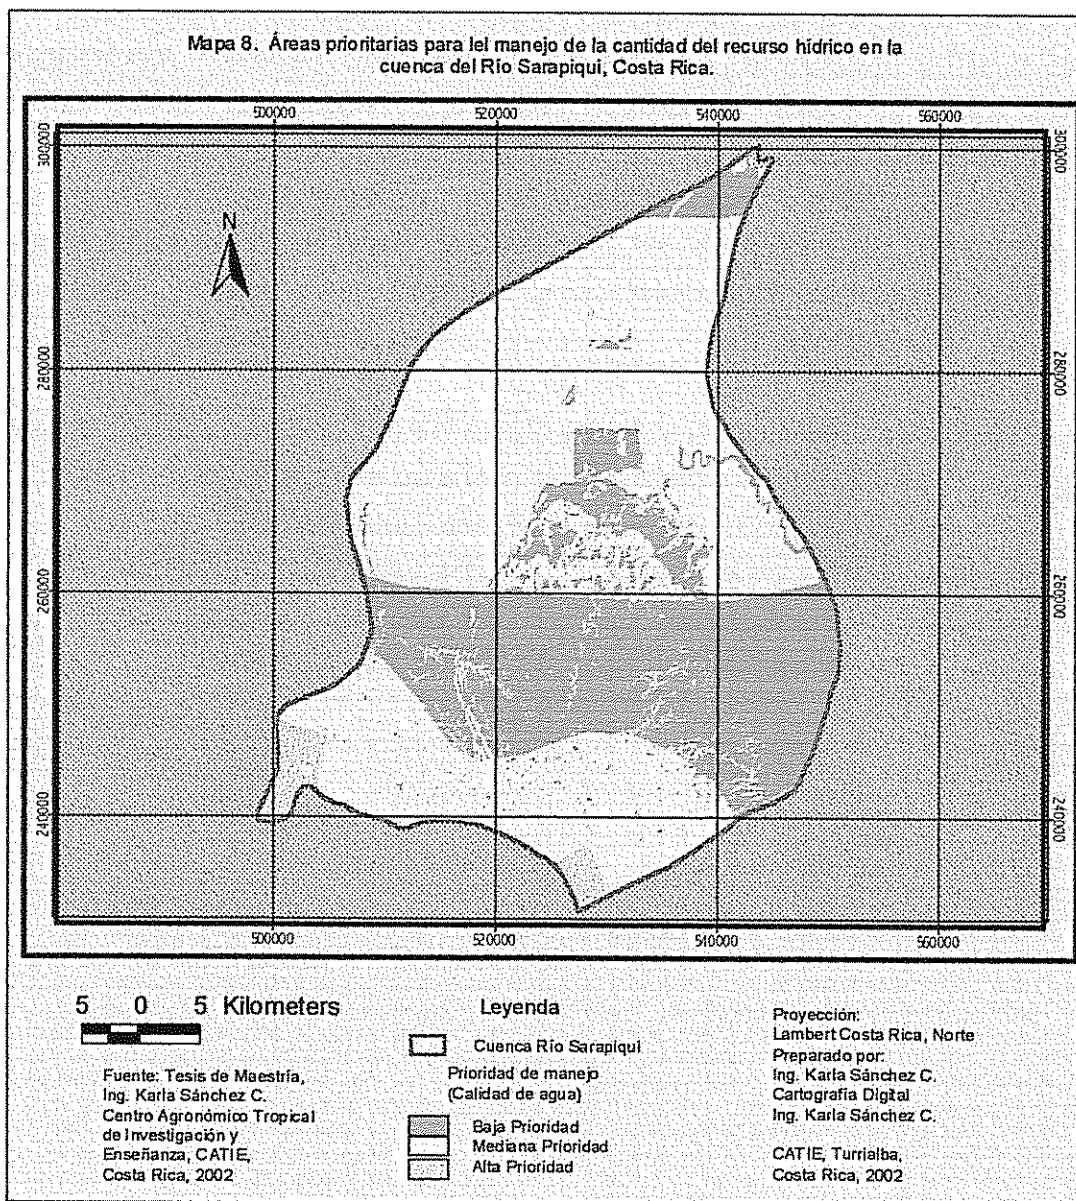 Mapa 8. Áreas prioritarias para lel manejo de la cantidad del recurso hídrico en la
cuenca del Río Sarapiqui, Costa Rica.
500000 520000 540000 560000
300000 300000
N
280000 280000
260000 260000
240000 240000
500000 520000 540000 560000
5 0 5 Kilometers
Fuente: Tesis de Maestría,
Ing. Karla Sánchez C.
Centro Agronómico Tropical
de Investigación y
Enseñanza, CATIE,
Costa Rica, 2002
Leyenda
Cuenca Río Sarapiqui
Prioridad de manejo
(Calidad de agua)
Baja Prioridad
Mediana Prioridad
Alta Prioridad
Proyección:
Lambert Costa Rica, Norte
Preparado por:
Ing. Karla Sánchez C.
Cartografía Digital
Ing. Karla Sánchez C.
CATIE, Turrialba,
Costa Rica, 2002